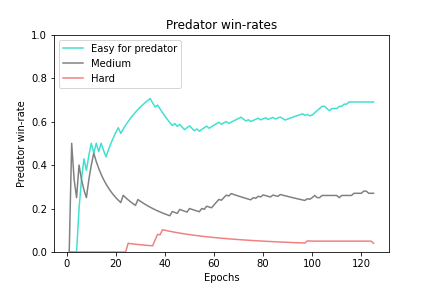 Predator win-rates
Easy for predator
Medium
Hard
Predator win-rate
1.0
0.8
0.6
0.4
0.2
0.0
0 20 40 60 80 100 120
Epochs